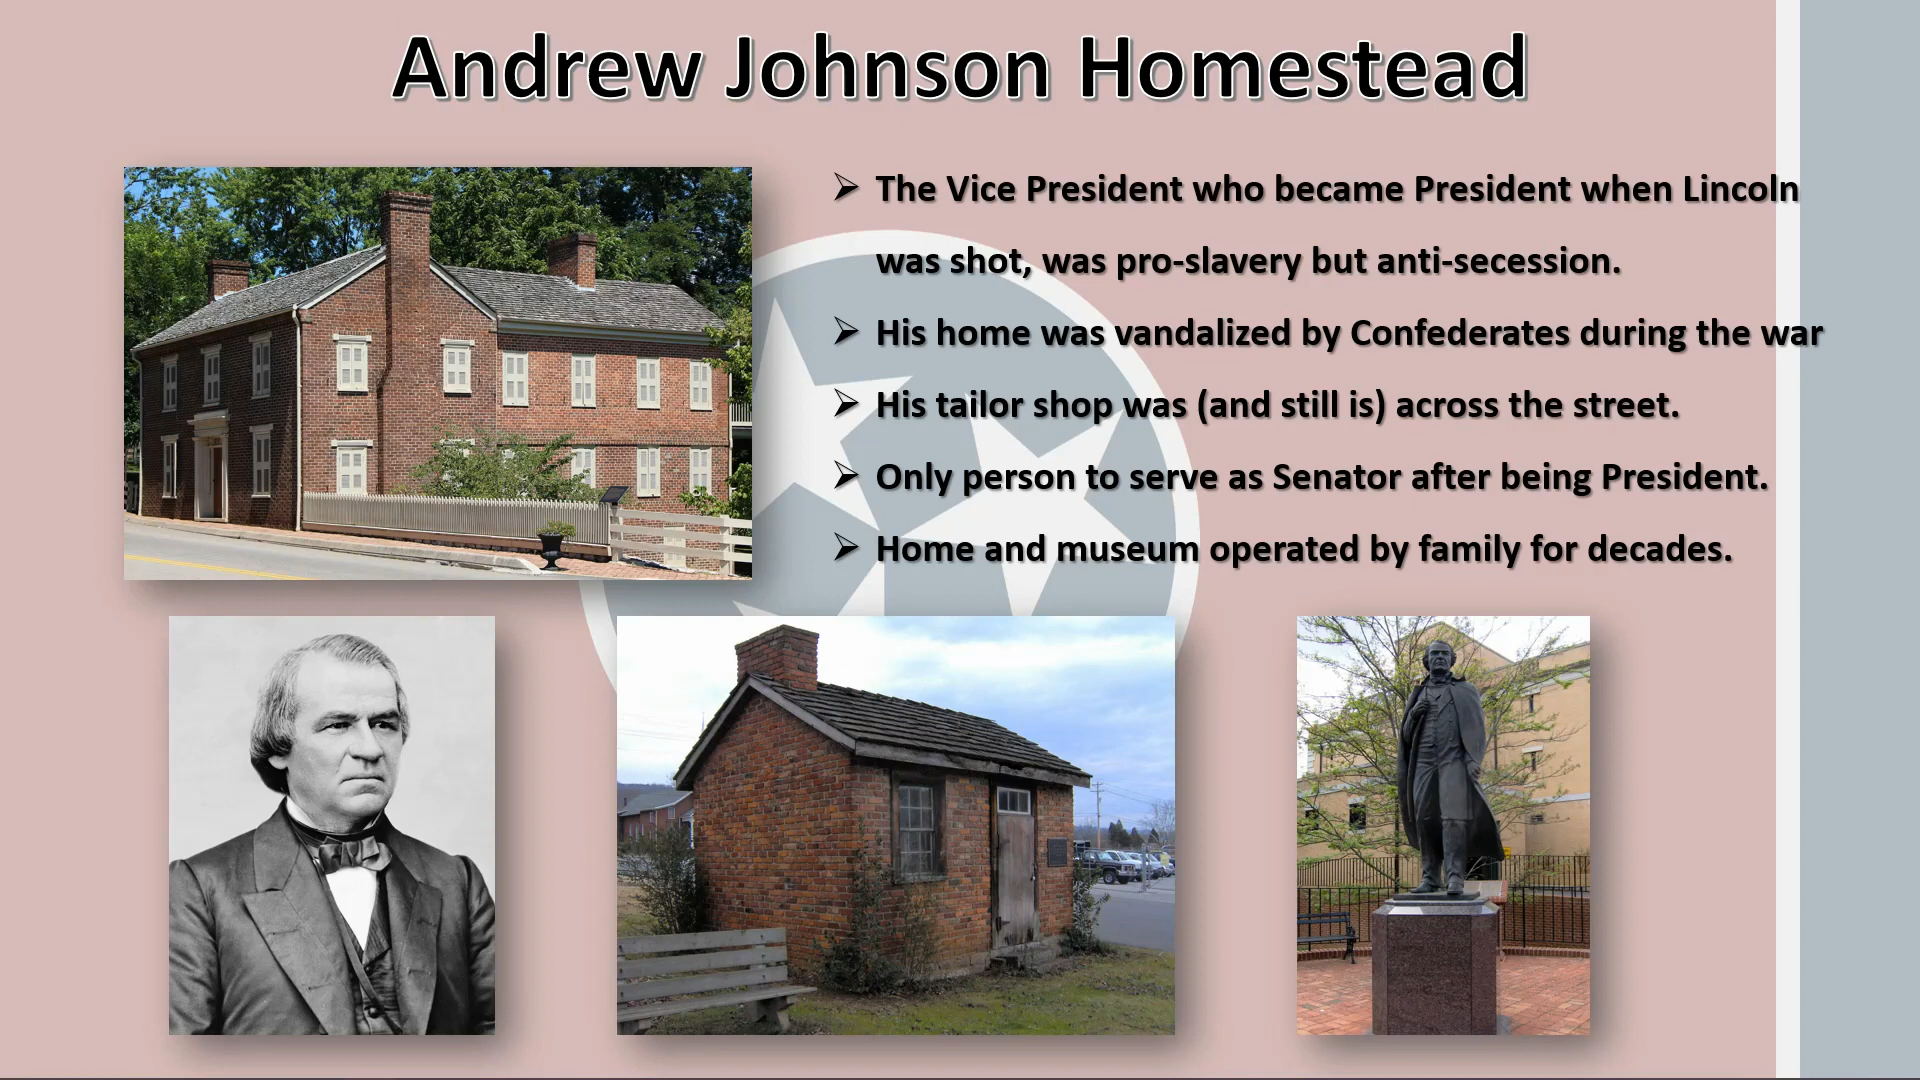 Andrew Johnson Homestead
➢ The Vice President who became President when Lincoln
was shot, was pro-slavery but anti-secession.
➢ His home was vandalized by Confederates during the war
➢ His tailor shop was (and still is) across the street.
➢ Only person to serve as Senator after being President.
➢ Home and museum operated by family for decades.